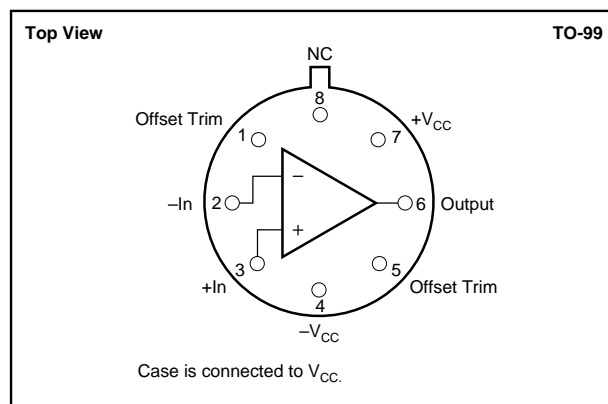 Top View
TO-99
NC
8
Offset Trim
1
7
+VCC
–In
2
–
6
Output
+
3
+In
5
Offset Trim
4
–VCC
Case is connected to VCC.